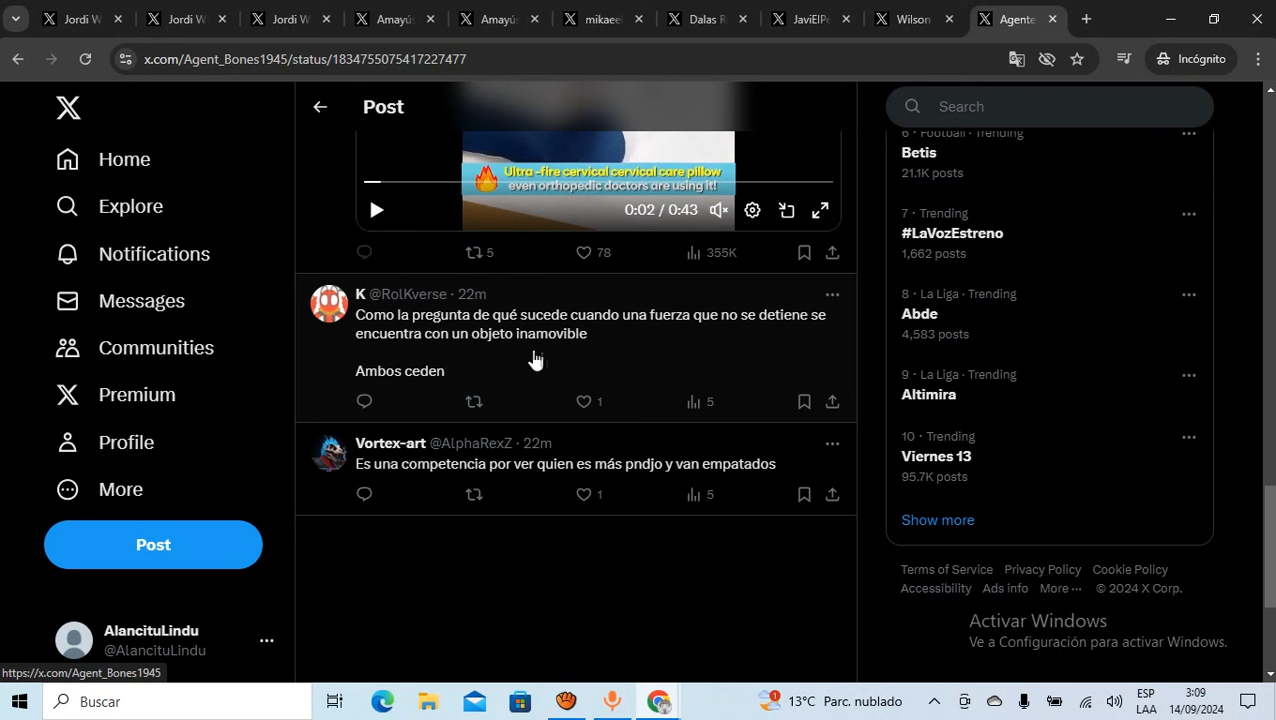 Jordi W
Jordi W
Jordi W
Amayús
Amayús
mikaee
Dalas R
JaviElPe
Wilson
Agente
x.com/Agent_Bones1945/status/1834755075417227477
Incógnito
Home
Explore
Notifications
Messages
Communities
Premium
Profile
More
Post
AlancituLindu
@AlancituLindu
Post
Ultra -fire cervical cervical care pillow
even orthopedic doctors are using it!
0:02 / 0:43
5
78
355K
K @RolKverse · 22m
Como la pregunta de qué sucede cuando una fuerza que no se detiene se
encuentra con un objeto inamovible
Ambos ceden
1
5
Vortex-art @AlphaRexZ · 22m
Es una competencia por ver quien es más pndjo y van empatados
1
5
Search
6 · Football · Trending
Betis
21.1K posts
7 · Trending
#LaVozEstreno
1,662 posts
8 · La Liga · Trending
Abde
4,583 posts
9 · La Liga · Trending
Altimira
10 · Trending
Viernes 13
95.7K posts
Show more
Terms of Service Privacy Policy Cookie Policy
Accessibility Ads info More ··· © 2024 X Corp.
Activar Windows
Ve a Configuración para activar Windows.
https://x.com/Agent_Bones1945
Buscar
1
13°C Parc. nublado
ESP
LAA
3:09
14/09/2024